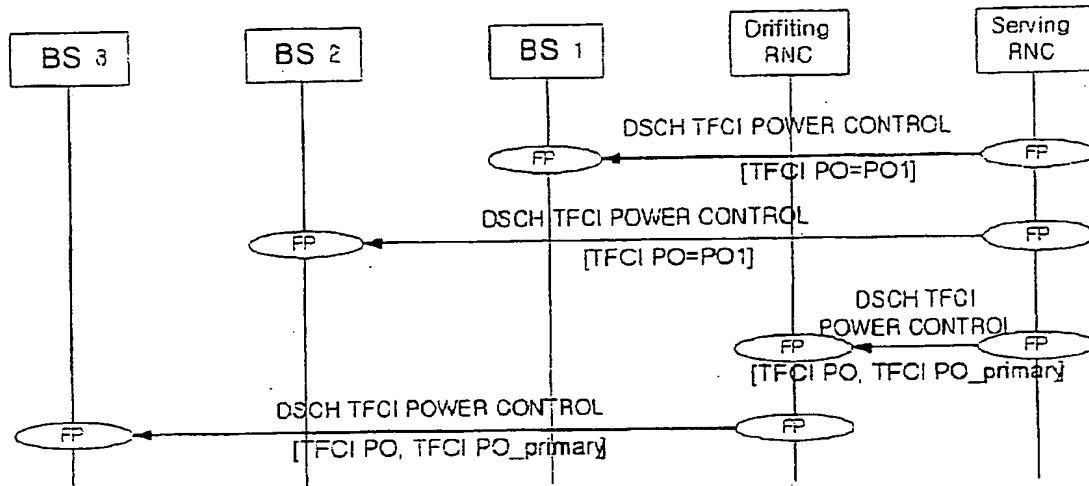 BS 3
BS 2
BS 1
Drifiting
RNC
Serving
RNC
DSCH TFCI POWER CONTROL
FP
FP
[TFCI PO=PO1]
DSCH TFCI POWER CONTROL
FP
FP
[TFCI PO=PO1]
DSCH TFCI
POWER CONTROL
FP
FP
[TFCI PO, TFCI PO_primary]
DSCH TFCI POWER CONTROL
FP
FP
[TFCI PO, TFCI PO_primary]